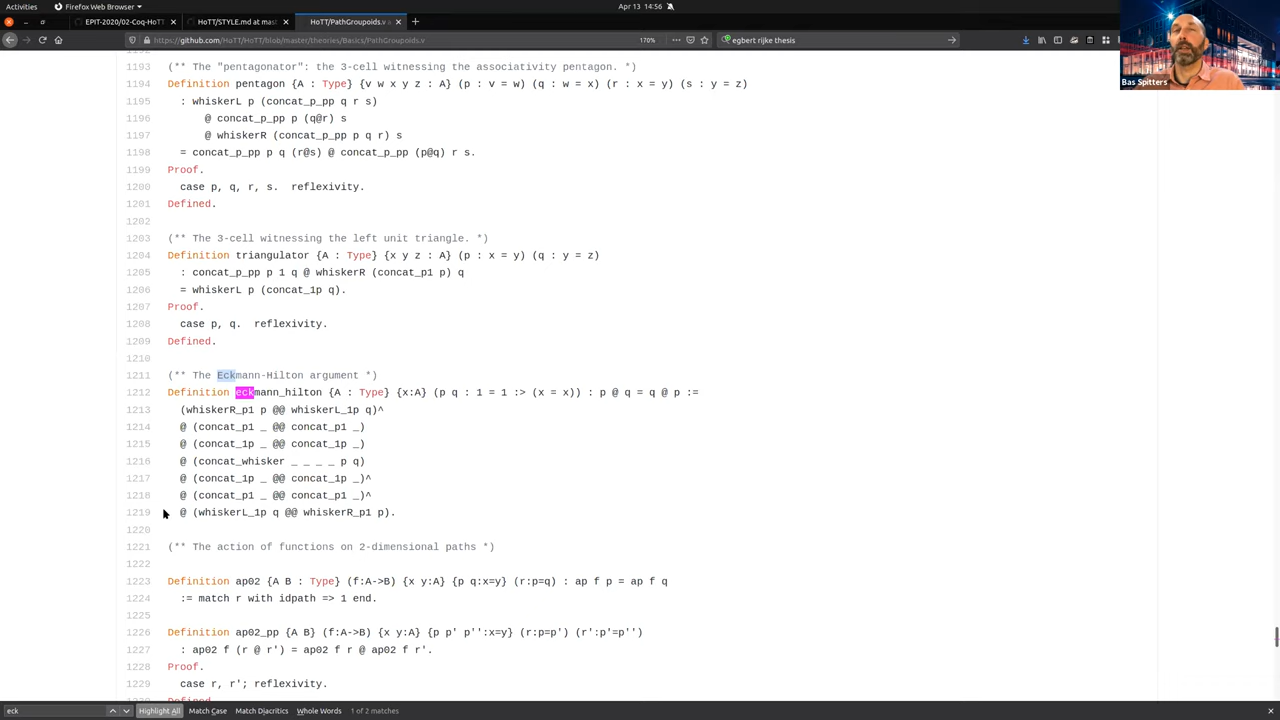 Activities Firefox Web Browser ▾ Apr 13 14:56
EPIT-2020/02-Coq-HoTT × HoTT/STYLE.md at mast × HoTT/PathGroupoids.v a × +
https://github.com/HoTT/HoTT/blob/master/theories/Basics/PathGroupoids.v 170% egbert rijke thesis
Bas Spitters
1192
1193 (** The "pentagonator": the 3-cell witnessing the associativity pentagon. *)
1194 Definition pentagon {A : Type} {v w x y z : A} (p : v = w) (q : w = x) (r : x = y) (s : y = z)
1195 : whiskerL p (concat_p_pp q r s)
1196 @ concat_p_pp p (q@r) s
1197 @ whiskerR (concat_p_pp p q r) s
1198 = concat_p_pp p q (r@s) @ concat_p_pp (p@q) r s.
1199 Proof.
1200 case p, q, r, s. reflexivity.
1201 Defined.
1202
1203 (** The 3-cell witnessing the left unit triangle. *)
1204 Definition triangulator {A : Type} {x y z : A} (p : x = y) (q : y = z)
1205 : concat_p_pp p 1 q @ whiskerR (concat_p1 p) q
1206 = whiskerL p (concat_1p q).
1207 Proof.
1208 case p, q. reflexivity.
1209 Defined.
1210
1211 (** The Eckmann-Hilton argument *)
1212 Definition eckmann_hilton {A : Type} {x:A} (p q : 1 = 1 :> (x = x)) : p @ q = q @ p :=
1213 (whiskerR_p1 p @@ whiskerL_1p q)^
1214 @ (concat_p1 _ @@ concat_p1 _)
1215 @ (concat_1p _ @@ concat_1p _)
1216 @ (concat_whisker _ _ _ _ p q)
1217 @ (concat_1p _ @@ concat_1p _)^
1218 @ (concat_p1 _ @@ concat_p1 _)^
1219 @ (whiskerL_1p q @@ whiskerR_p1 p).
1220
1221 (** The action of functions on 2-dimensional paths *)
1222
1223 Definition ap02 {A B : Type} (f:A->B) {x y:A} {p q:x=y} (r:p=q) : ap f p = ap f q
1224 := match r with idpath => 1 end.
1225
1226 Definition ap02_pp {A B} (f:A->B) {x y:A} {p p' p'':x=y} (r:p=p') (r':p'=p'')
1227 : ap02 f (r @ r') = ap02 f r @ ap02 f r'.
1228 Proof.
1229 case r, r'; reflexivity.
Defined.
eck Highlight All Match Case Match Diacritics Whole Words 1 of 2 matches